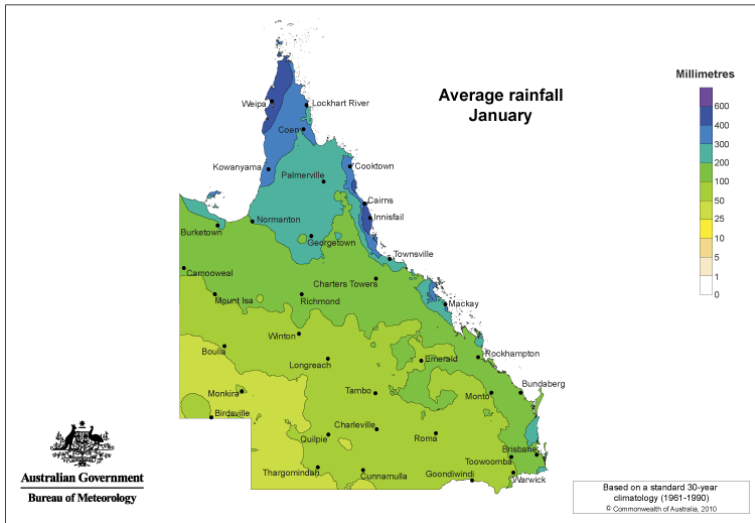 Average rainfall
January
Millimetres
600
400
300
200
100
50
25
10
5
1
0
Weipa
Lockhart River
Coen
Kowanyama
Cooktown
Palmerville
Cairns
Innisfail
Normanton
Burketown
Georgetown
Townsville
Camooweal
Charters Towers
Mount Isa
Richmond
Mackay
Winton
Boulia
Longreach
Emerald
Rockhampton
Monkira
Tambo
Monto
Bundaberg
Birdsville
Charleville
Quilpie
Roma
Brisbane
Toowoomba
Thargomindah
Cunnamulla
Goondiwindi
Warwick
Australian Government
Bureau of Meteorology
Based on a standard 30-year
climatology (1961-1990)
© Commonwealth of Australia, 2010